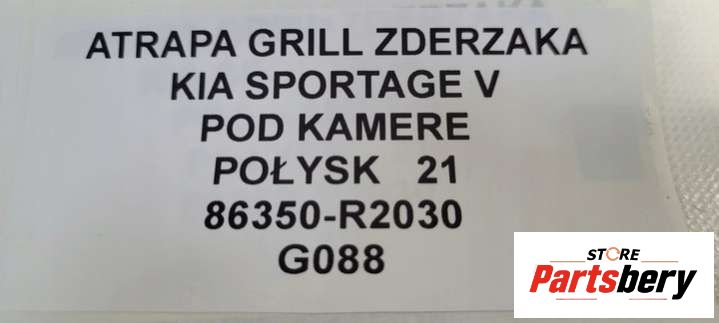 ATRAPA GRILL ZDERZAKA
KIA SPORTAGE V
POD KAMERE
POŁYSK 21
86350-R2030
G088
STORE
Partsbery